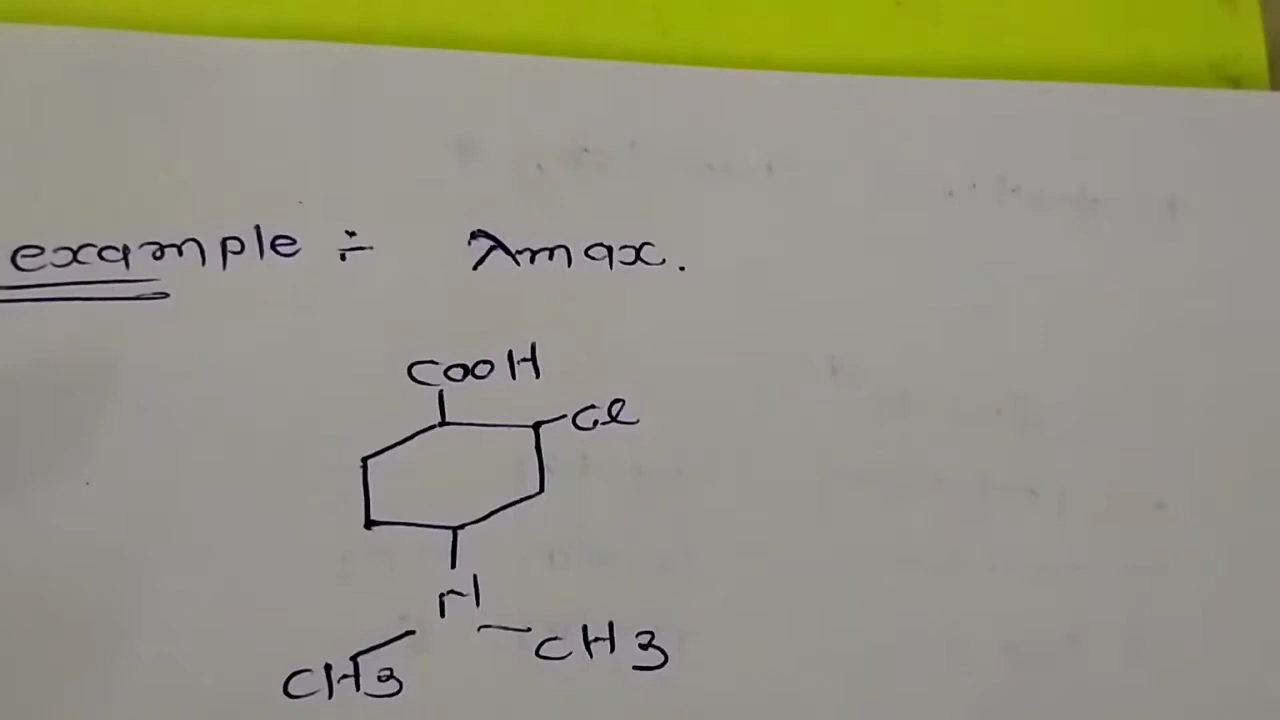 example ÷ λmax.
COOH
Cl
N
CH3
CH3